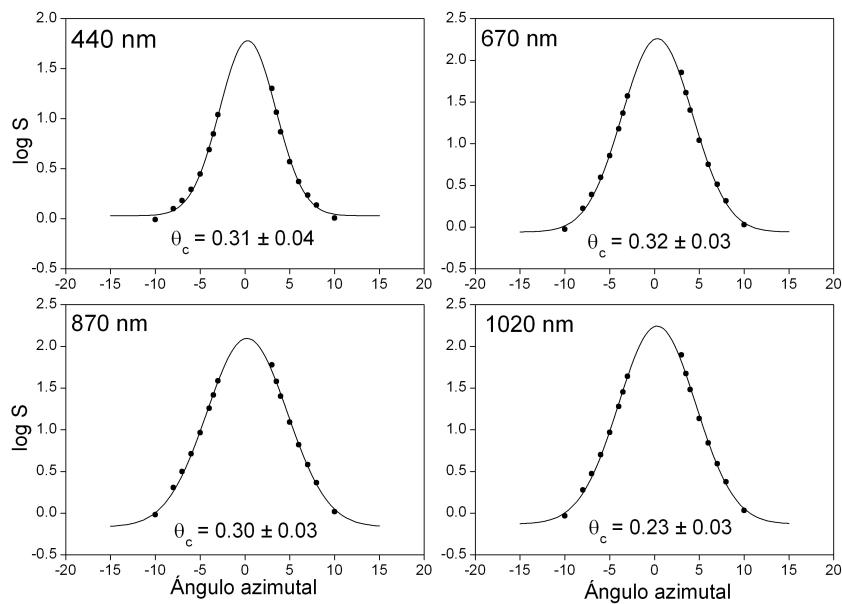 440 nm
log S
2.0
1.5
1.0
0.5
0.0
-0.5
θc = 0.31 ± 0.04
-20 -15 -10 -5 0 5 10 15 20
670 nm
2.5
2.0
1.5
1.0
0.5
0.0
-0.5
θc = 0.32 ± 0.03
-20 -15 -10 -5 0 5 10 15 20
870 nm
log S
2.5
2.0
1.5
1.0
0.5
0.0
-0.5
θc = 0.30 ± 0.03
-20 -15 -10 -5 0 5 10 15 20
Ángulo azimutal
1020 nm
2.5
2.0
1.5
1.0
0.5
0.0
-0.5
θc = 0.23 ± 0.03
-20 -15 -10 -5 0 5 10 15 20
Ángulo azimutal